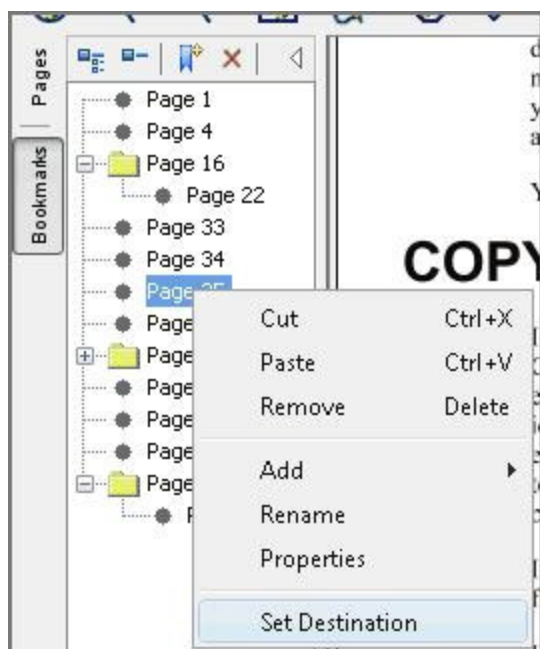 Pages
Bookmarks
Page 1
Page 4
Page 16
Page 22
Page 33
Page 34
Page
Page
Page
Page
Page
Page
Page
COPY
Cut Ctrl+X
Paste Ctrl+V
Remove Delete
Add
Rename
Properties
Set Destination